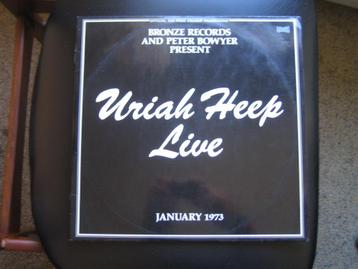 BRONZE RECORDS
AND PETER BOWYER
PRESENT
Uriah Heep
Live
JANUARY 1973